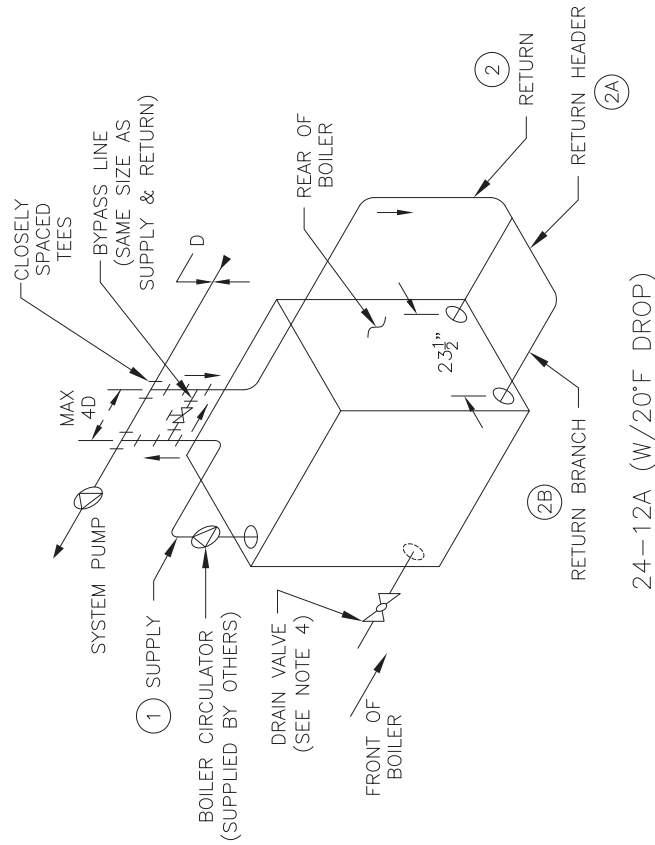 SYSTEM PUMP
MAX
4D
CLOSELY
SPACED
TEES
BYPASS LINE
(SAME SIZE AS
SUPPLY & RETURN)
D
1 SUPPLY
BOILER CIRCULATOR
(SUPPLIED BY OTHERS)
DRAIN VALVE
(SEE NOTE 4)
FRONT OF
BOILER
REAR OF
BOILER
23½"
2
RETURN
RETURN HEADER
2A
2B
RETURN BRANCH
24-12A (W/20°F DROP)